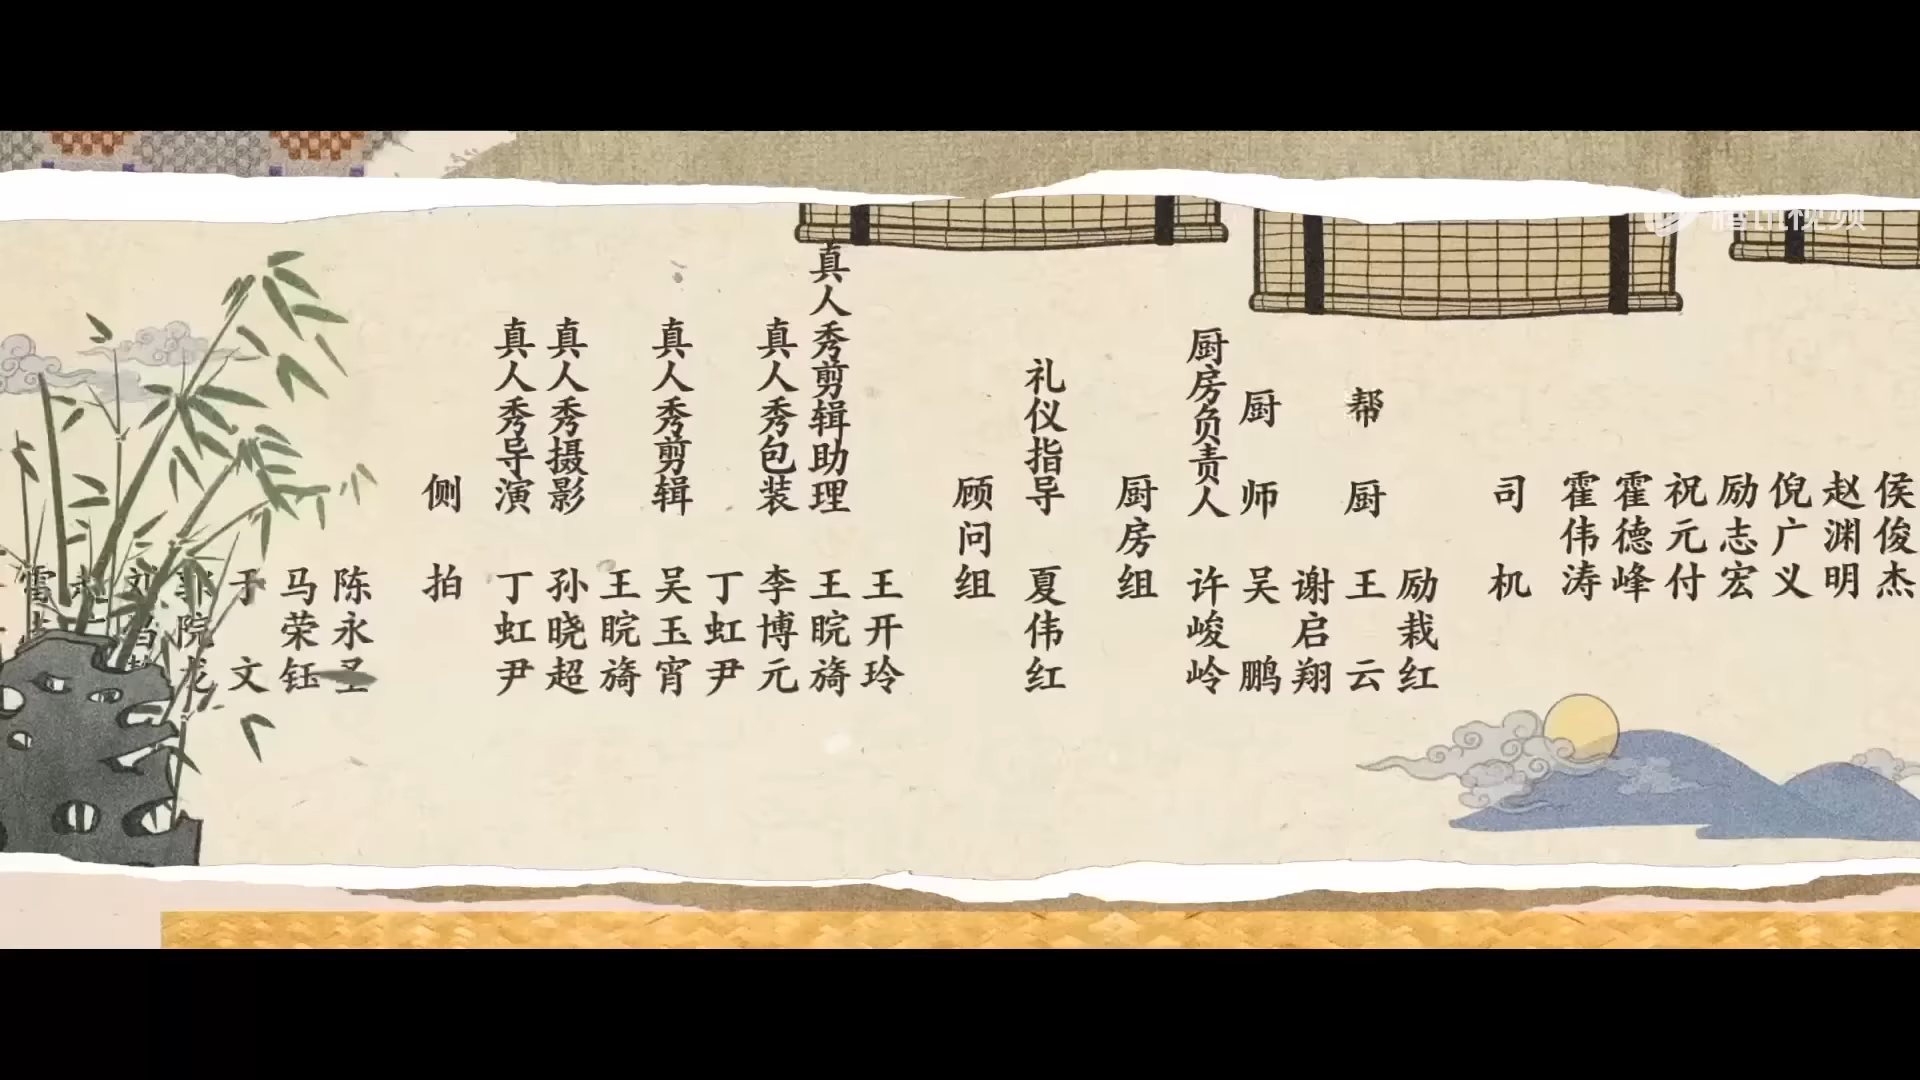 于文
马荣钰
陈永
侧拍
真人秀导演 丁虹尹
真人秀摄影 孙晓超
王晥旖
真人秀剪辑 吴玉宵
丁虹尹
真人秀包装 李博元
真人秀剪辑助理 王晥旖
王开玲
顾问组
礼仪指导 夏伟红
厨房组
厨房负责人 许峻岭
厨师 吴鹏
谢启翔
帮厨 王云
励栽红
司机
霍伟涛
霍德峰
祝元付
励志宏
倪广义
赵渊明
侯俊杰
腾讯视频